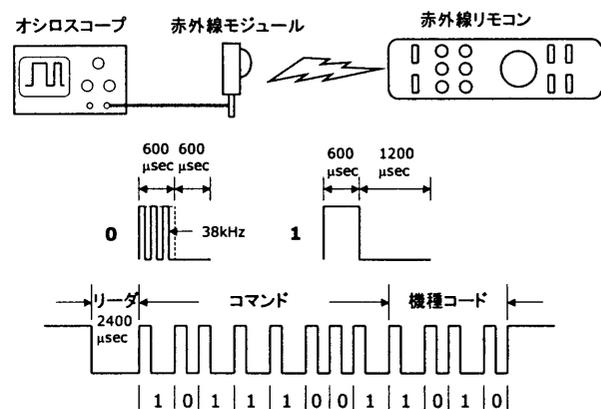 オシロスコープ
赤外線モジュール
赤外線リモコン
600 600
μsec μsec
600 1200
μsec μsec
0
38kHz
1
リーダ
コマンド
機種コード
2400
μsec
1 0 1 1 1 0 0 1 1 0 1 0